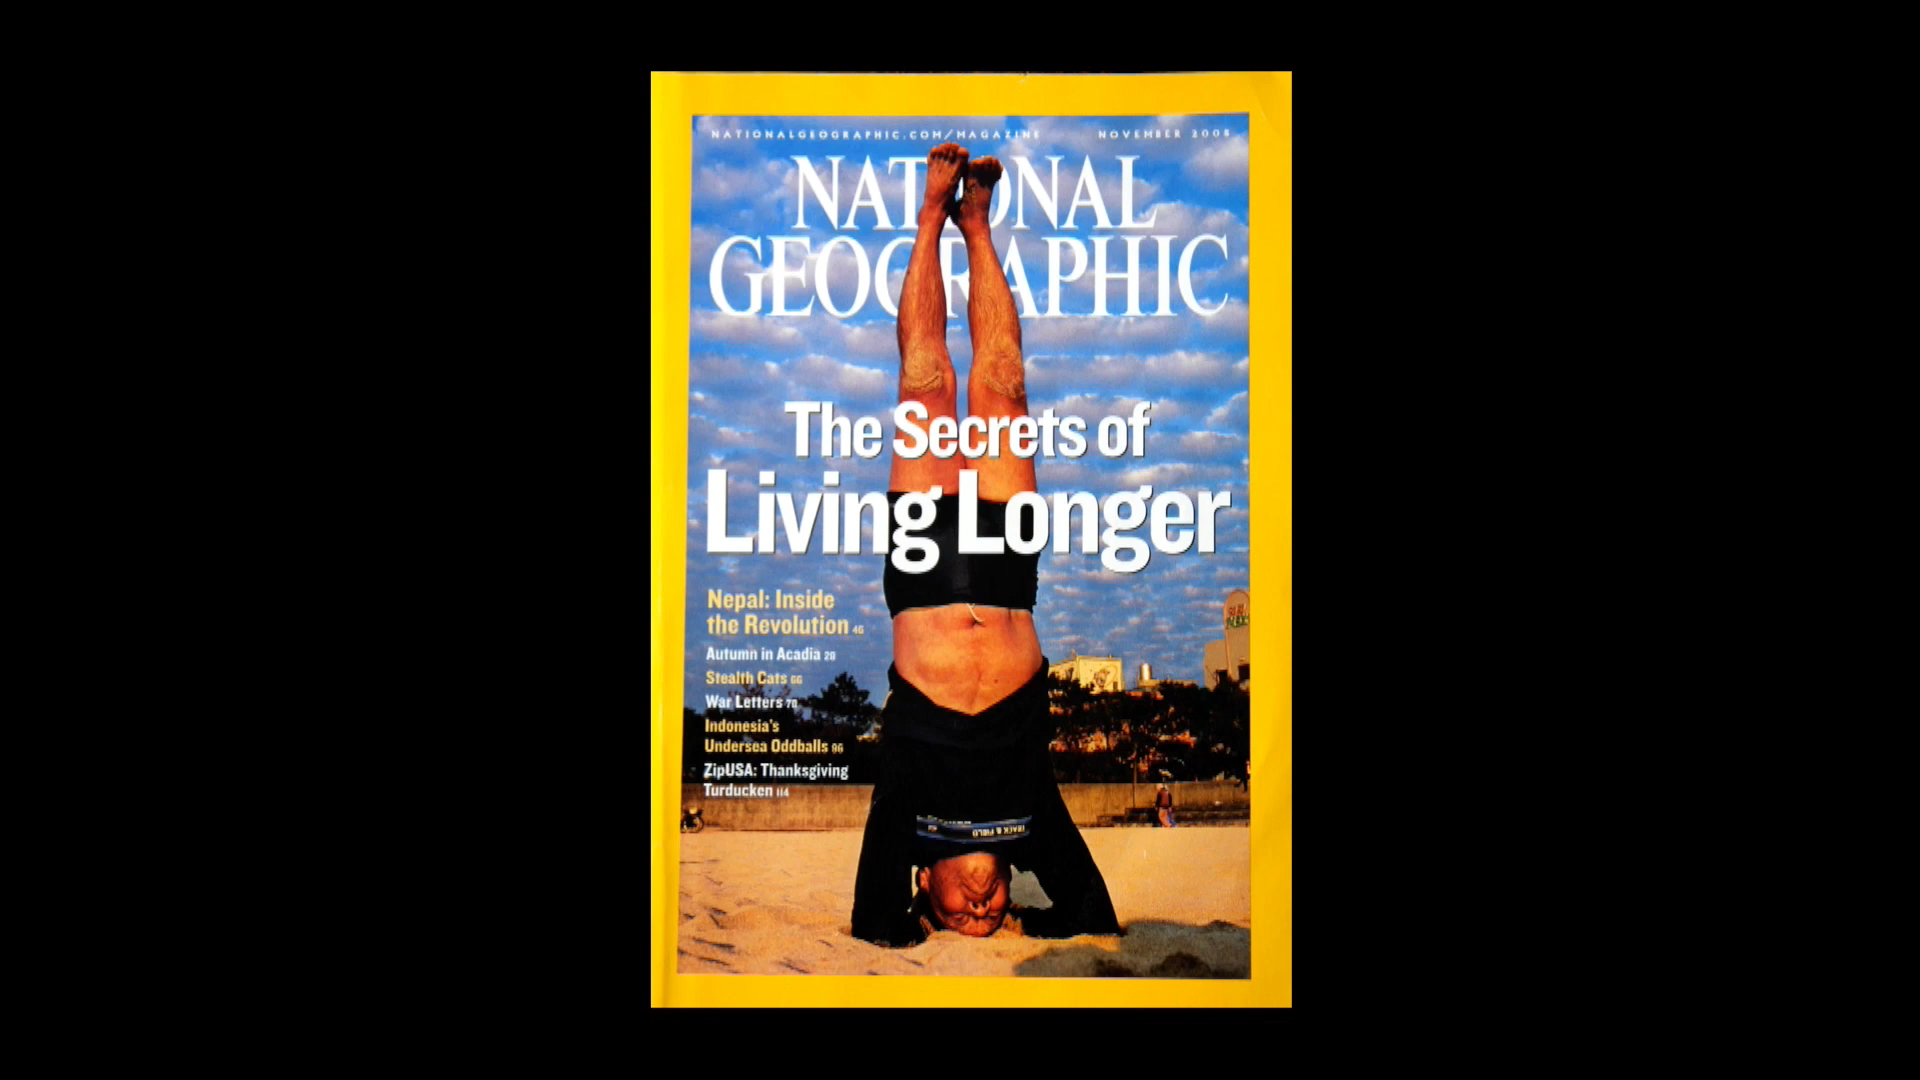 NATIONALGEOGRAPHIC.COM/MAGAZINE NOVEMBER 2005
NATIONAL
GEOGRAPHIC
The Secrets of
Living Longer
Nepal: Inside
the Revolution 46
Autumn in Acadia 28
Stealth Cats 66
War Letters 78
Indonesia's
Undersea Oddballs 96
ZipUSA: Thanksgiving
Turducken 114
TRACK & FIELD